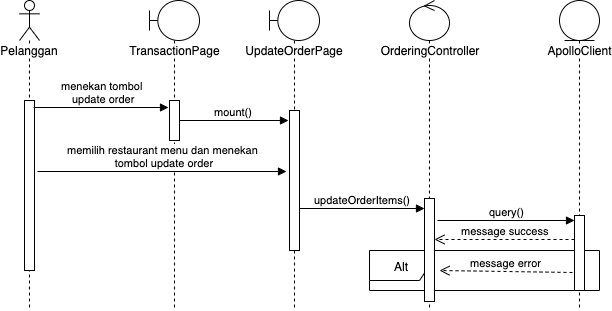 Pelanggan
TransactionPage
UpdateOrderPage
OrderingController
ApolloClient
menekan tombol
update order
mount()
memilih restaurant menu dan menekan
tombol update order
updateOrderItems()
query()
message success
Alt
message error